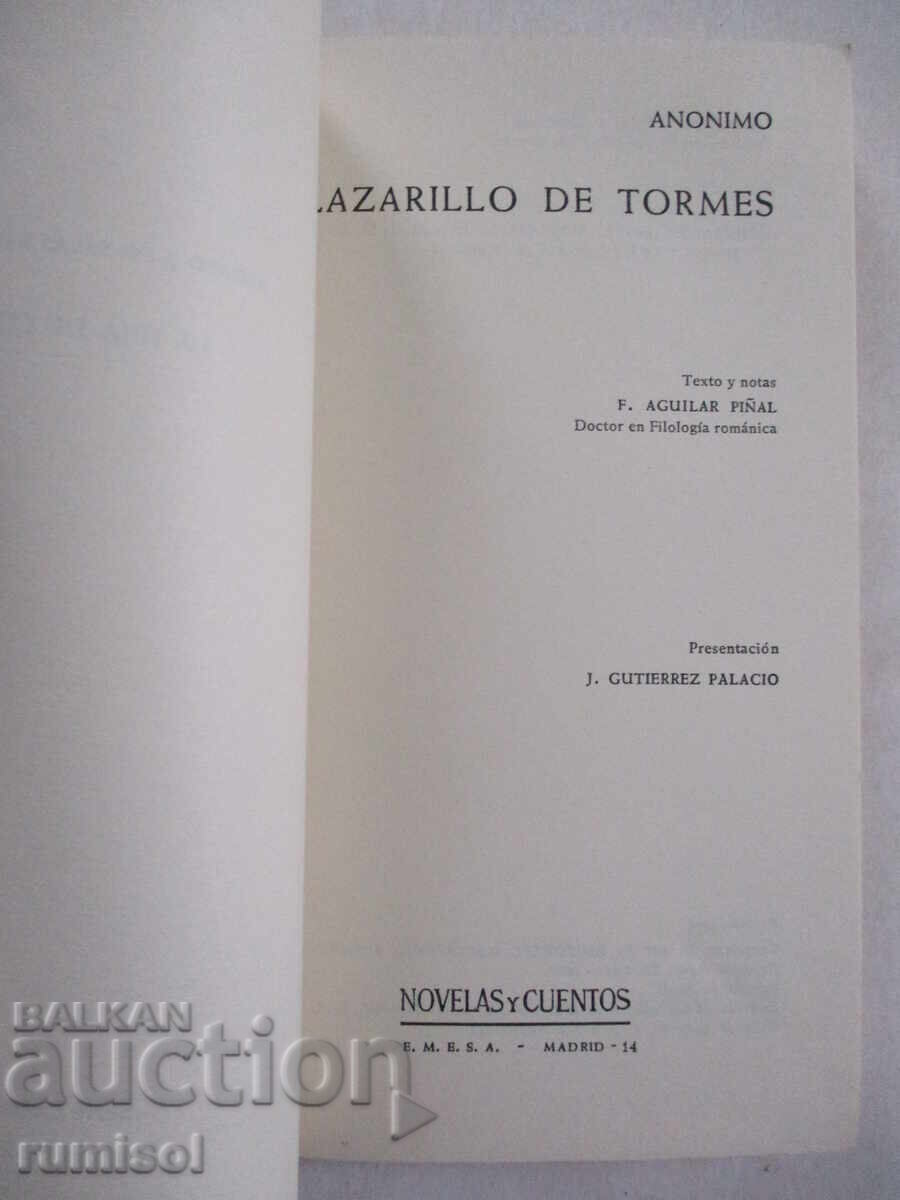 ANONIMO
LAZARILLO DE TORMES
Texto y notas
F. AGUILAR PIÑAL
Doctor en Filología románica
Presentación
J. GUTIERREZ PALACIO
NOVELAS Y CUENTOS
E. M. E. S. A. - MADRID - 14
BALKAN
auction
rumisol